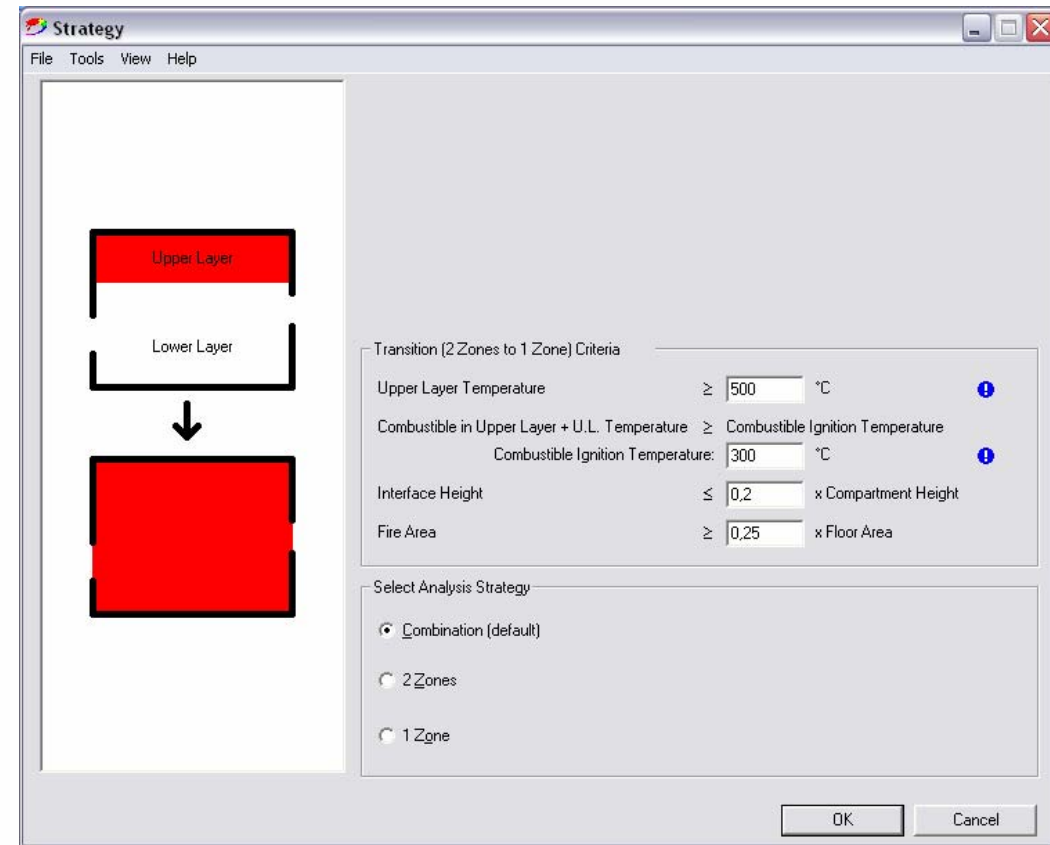 Strategy
File Tools View Help
Upper Layer
Lower Layer
Transition (2 Zones to 1 Zone) Criteria
Upper Layer Temperature ≥ 500 °C
Combustible in Upper Layer + U.L. Temperature ≥ Combustible Ignition Temperature
Combustible Ignition Temperature: 300 °C
Interface Height ≤ 0,2 x Compartment Height
Fire Area ≥ 0,25 x Floor Area
Select Analysis Strategy
Combination (default)
2 Zones
1 Zone
OK Cancel